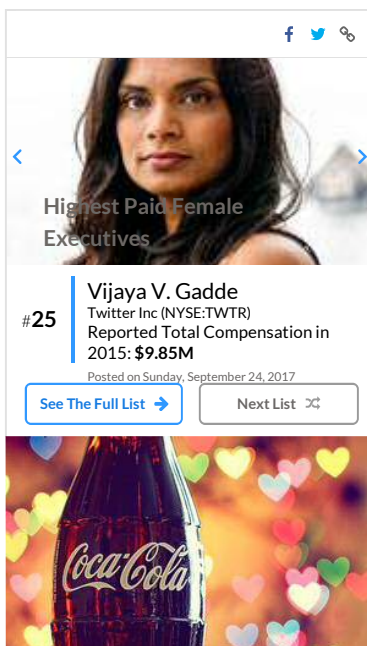 Highest Paid Female
Executives
#25
Vijaya V. Gadde
Twitter Inc (NYSE:TWTR)
Reported Total Compensation in
2015: $9.85M
Posted on Sunday, September 24, 2017
See The Full List
Next List
Coca-Cola